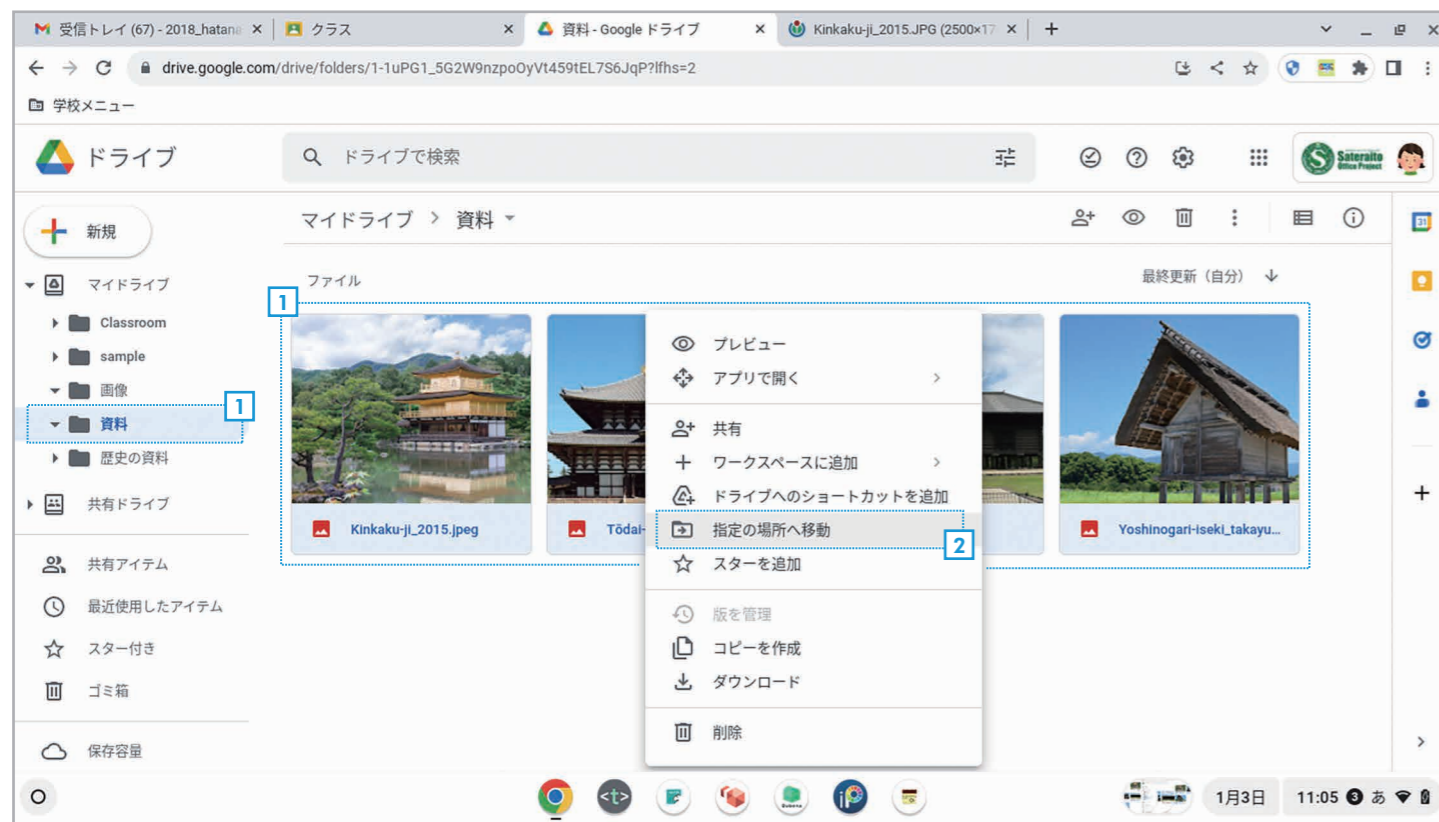 受信トレイ (67) - 2018_hatana
クラス
資料 - Google ドライブ
Kinkaku-ji_2015.JPG (2500×17
drive.google.com/drive/folders/1-1uPG1_5G2W9nzpoOyVt459tEL7S6JqP?lfhs=2
学校メニュー
ドライブ
ドライブで検索
Sateraito
Office Project
新規
マイドライブ > 資料
31
マイドライブ
Classroom
sample
画像
資料
1
歴史の資料
共有ドライブ
共有アイテム
最近使用したアイテム
スター付き
ゴミ箱
保存容量
ファイル
最終更新（自分）
1
Kinkaku-ji_2015.jpeg
Tōdai-
Yoshinogari-iseki_takayu...
プレビュー
アプリで開く
共有
ワークスペースに追加
ドライブへのショートカットを追加
指定の場所へ移動
2
スターを追加
版を管理
コピーを作成
ダウンロード
削除
<t>
1月3日
11:05 3 あ